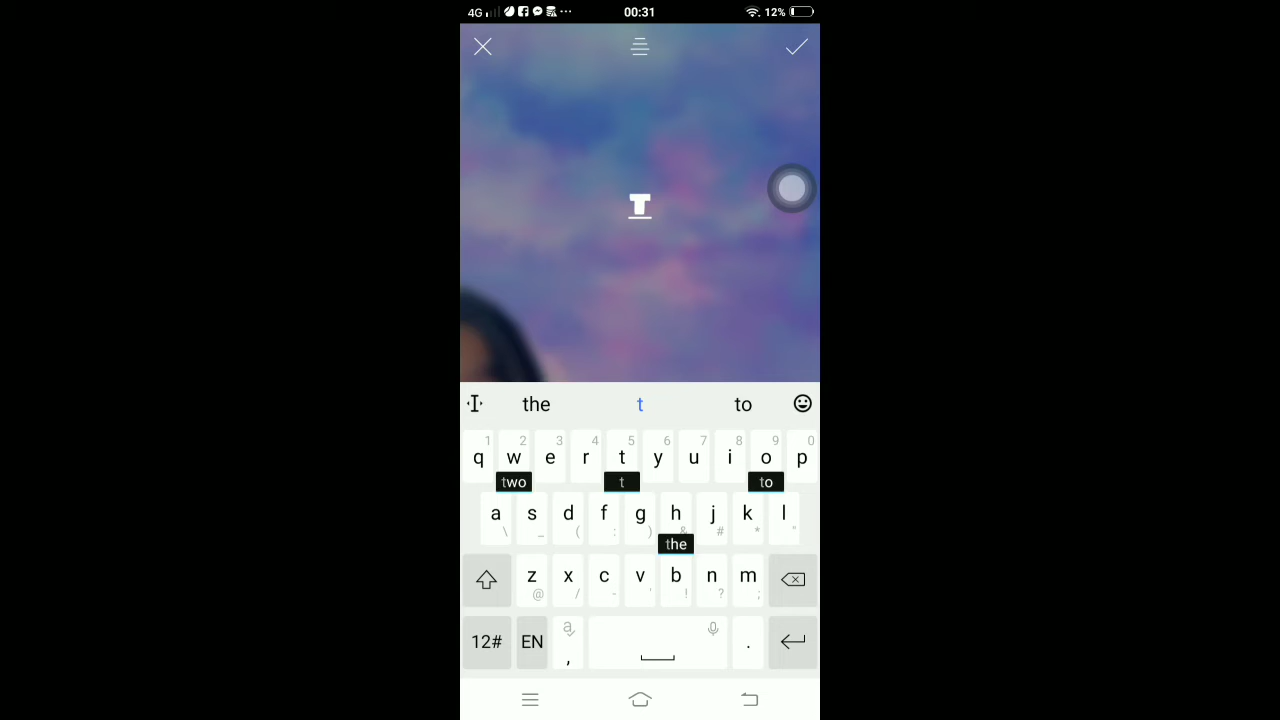 4G 00:31 12%
T
the t to
1 2 3 4 5 6 7 8 9 0
q w e r t y u i o p
two t to
a s d f g h j k l
\ _ ( : ) & # * "
the
z x c v b n m
@ / - ' ! ? ;
a
12# EN , .